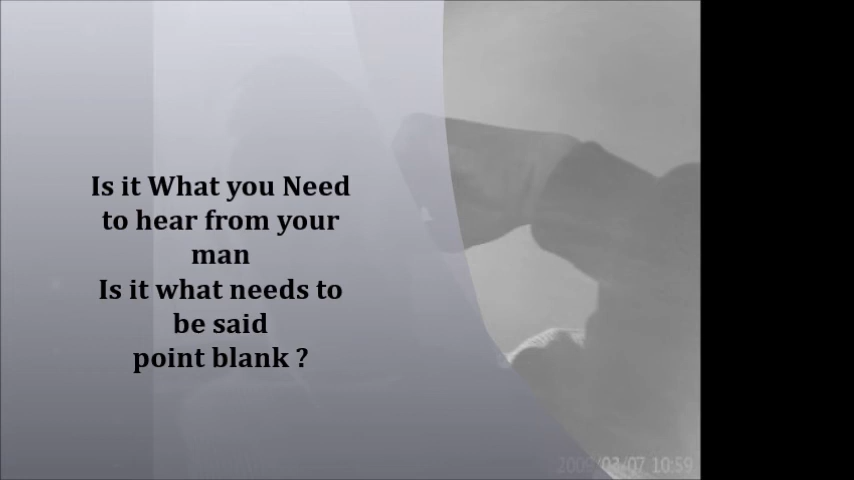 Is it What you Need
to hear from your
man
Is it what needs to
be said
point blank ?
2009/03/07 10:59